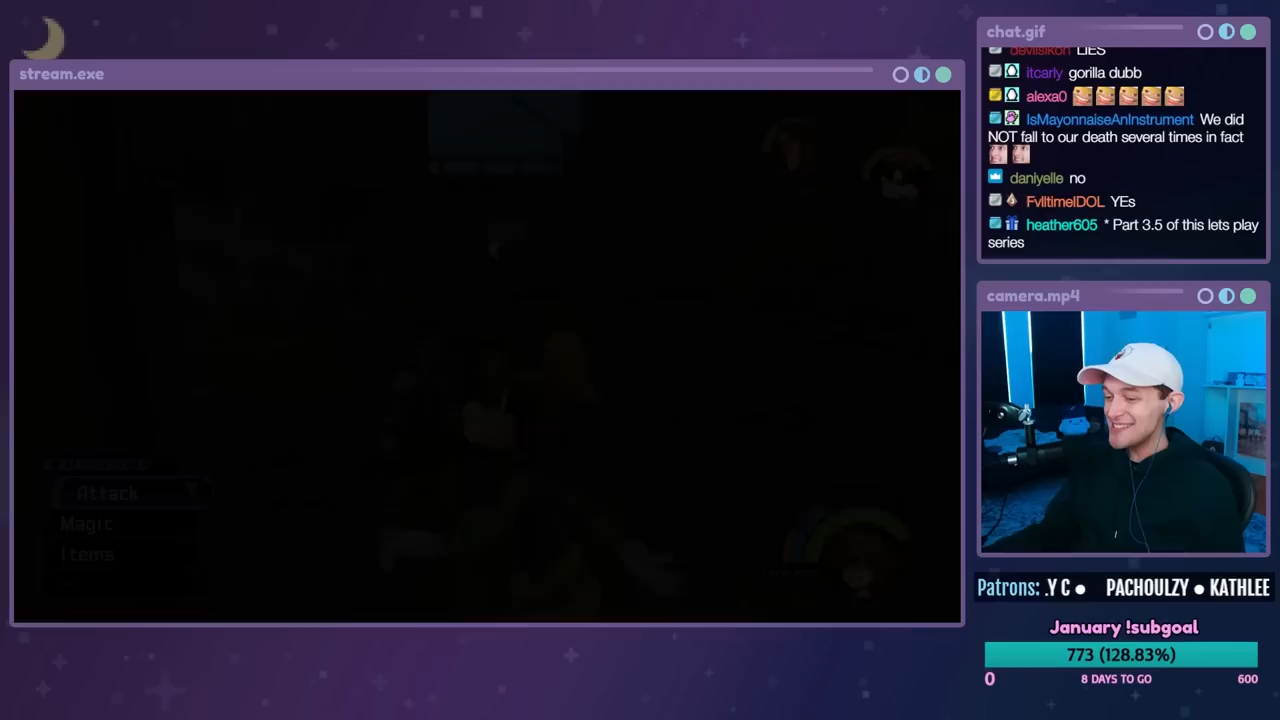 stream.exe
Attack
Magic
Items
chat.gif
devilsikon LIES
itcarly gorilla dubb
alexa0
IsMayonnaiseAnInstrument We did
NOT fall to our death several times in fact
daniyelle no
FvlltimeIDOL YEs
heather605 * Part 3.5 of this lets play
series
camera.mp4
Patrons: .Y C ● PACHOULZY ● KATHLEE
January !subgoal
773 (128.83%)
0 8 DAYS TO GO 600